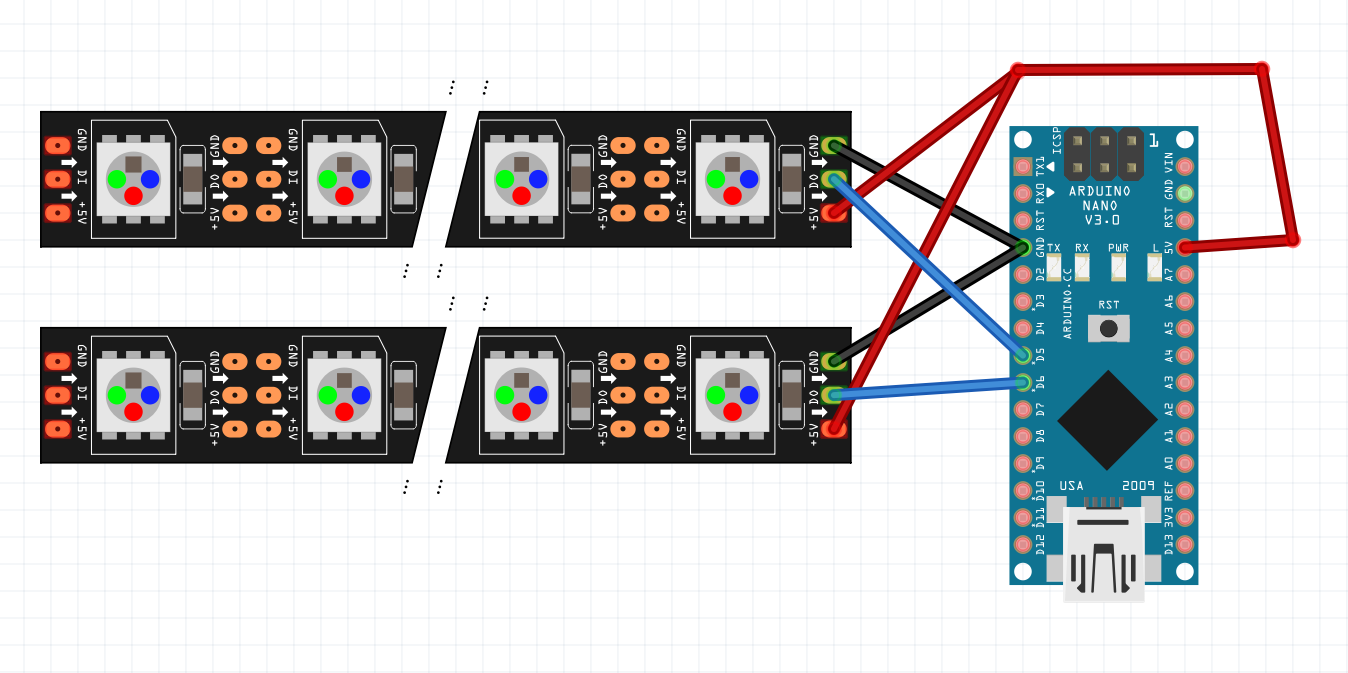 GND
DI
+5V
GND
DO
+5V
GND
DI
+5V
GND
DO
+5V
GND
DI
+5V
GND
DO
+5V
GND
DI
+5V
GND
DO
+5V
GND
DI
+5V
GND
DO
+5V
GND
DI
+5V
GND
DO
+5V
ICSP
1
TX1
RX0
RST
GND
D2
D3
D4
D5
D6
D7
D8
D9
D10
D11
D12
VIN
GND
RST
5V
A7
A6
A5
A4
A3
A2
A1
A0
REF
3V3
D13
ARDUINO
NANO
V3.0
TX
RX
PWR
L
ARDUINO.CC
RST
USA
2009